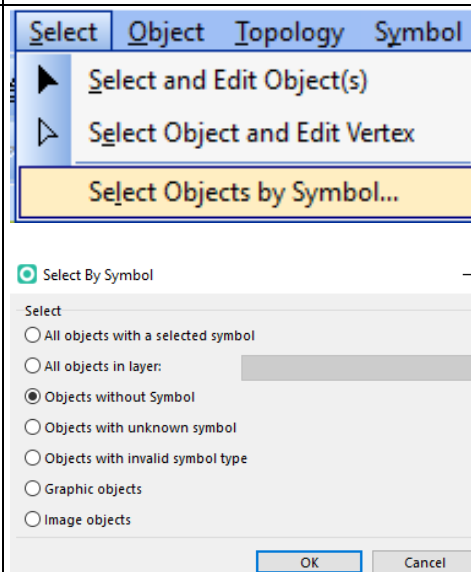 Select Object Topology Symbol
Select and Edit Object(s)
Select Object and Edit Vertex
Select Objects by Symbol...
Select By Symbol
Select
All objects with a selected symbol
All objects in layer:
Objects without Symbol
Objects with unknown symbol
Objects with invalid symbol type
Graphic objects
Image objects
OK Cancel